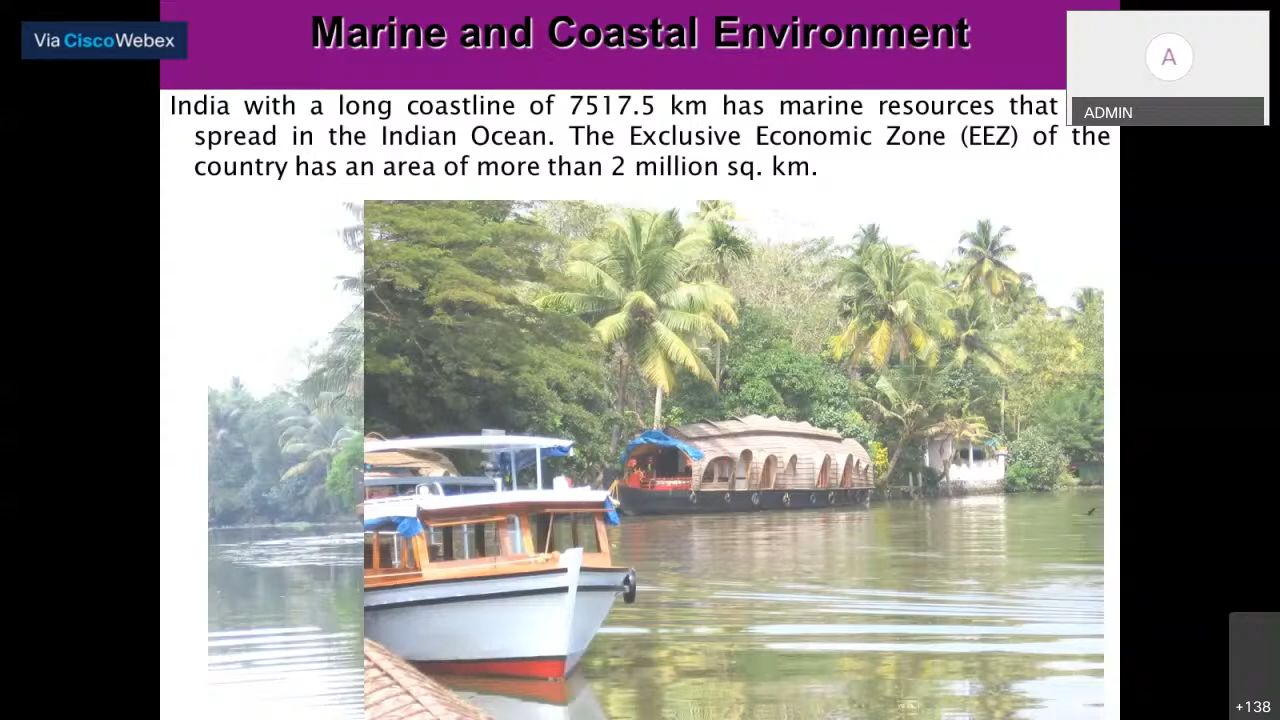 Via Cisco Webex
Marine and Coastal Environment
A
ADMIN
India with a long coastline of 7517.5 km has marine resources that
spread in the Indian Ocean. The Exclusive Economic Zone (EEZ) of the
country has an area of more than 2 million sq. km.
+138